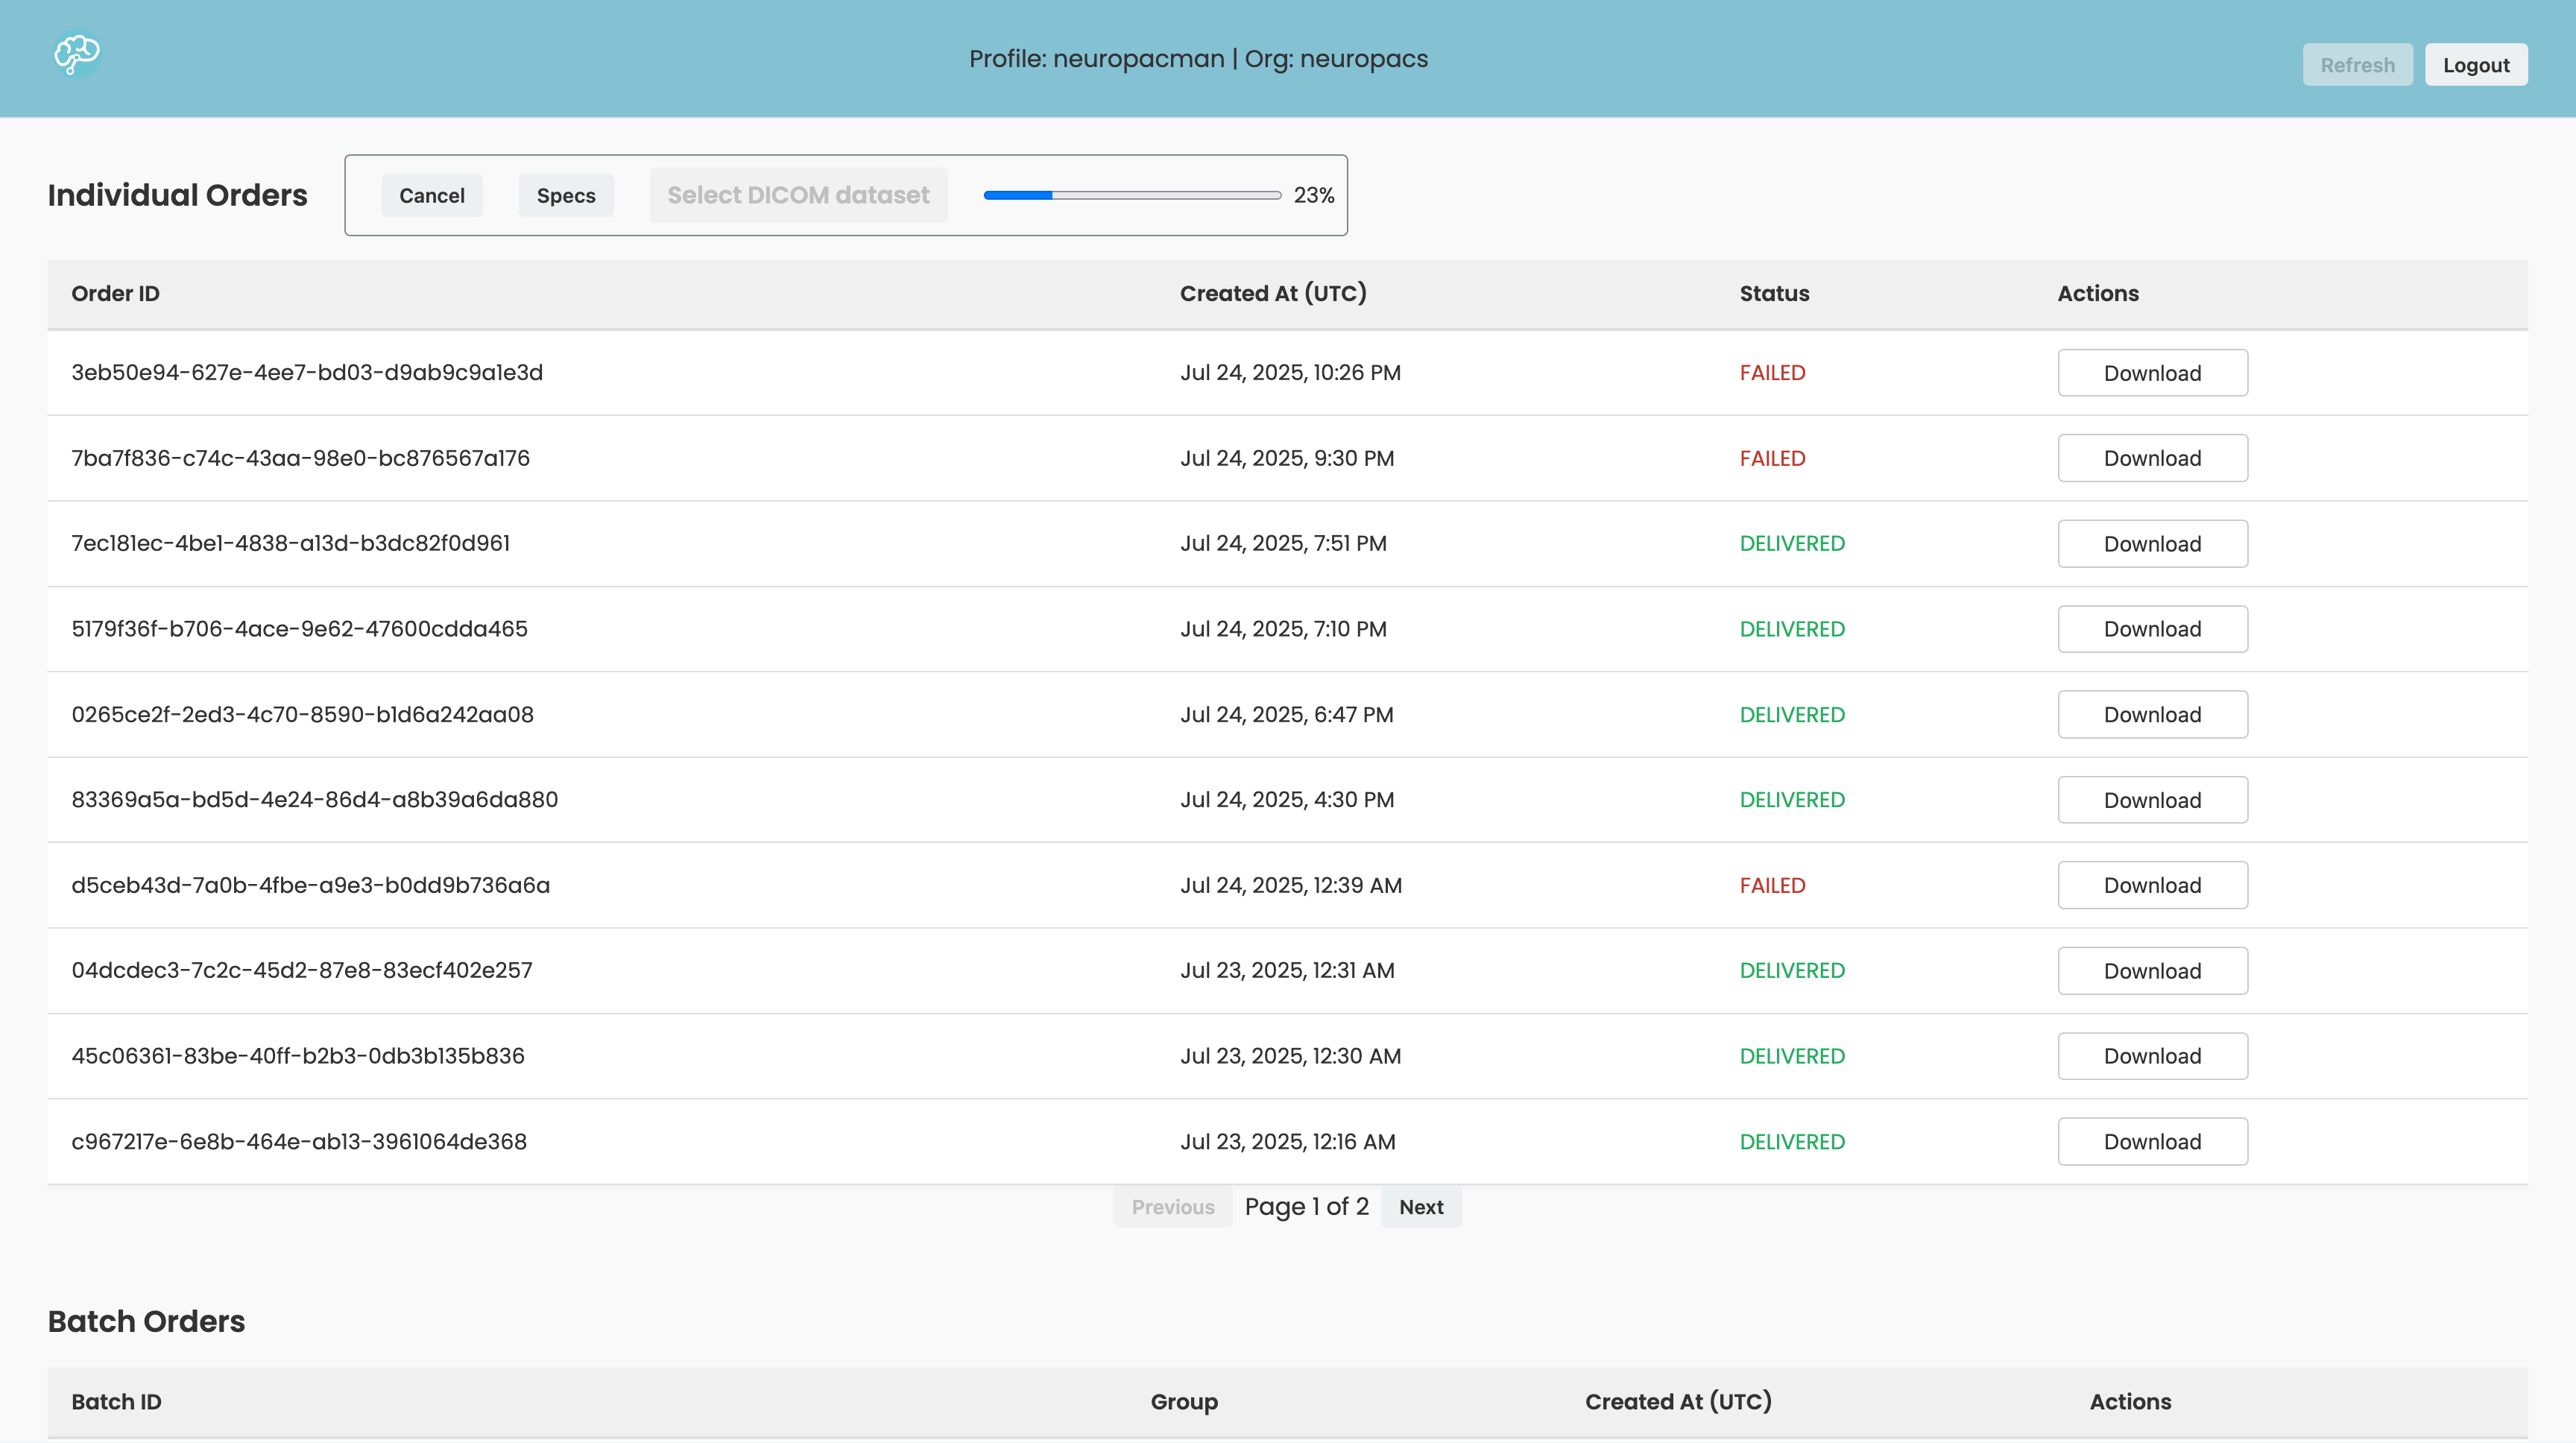 Profile: neuropacman | Org: neuropacs
Refresh Logout
Individual Orders Cancel Specs Select DICOM dataset 23%
Order ID Created At (UTC) Status Actions
3eb50e94-627e-4ee7-bd03-d9ab9c9a1e3d Jul 24, 2025, 10:26 PM FAILED Download
7ba7f836-c74c-43aa-98e0-bc876567a176 Jul 24, 2025, 9:30 PM FAILED Download
7ec181ec-4be1-4838-a13d-b3dc82f0d961 Jul 24, 2025, 7:51 PM DELIVERED Download
5179f36f-b706-4ace-9e62-47600cdda465 Jul 24, 2025, 7:10 PM DELIVERED Download
0265ce2f-2ed3-4c70-8590-b1d6a242aa08 Jul 24, 2025, 6:47 PM DELIVERED Download
83369a5a-bd5d-4e24-86d4-a8b39a6da880 Jul 24, 2025, 4:30 PM DELIVERED Download
d5ceb43d-7a0b-4fbe-a9e3-b0dd9b736a6a Jul 24, 2025, 12:39 AM FAILED Download
04dcdec3-7c2c-45d2-87e8-83ecf402e257 Jul 23, 2025, 12:31 AM DELIVERED Download
45c06361-83be-40ff-b2b3-0db3b135b836 Jul 23, 2025, 12:30 AM DELIVERED Download
c967217e-6e8b-464e-ab13-3961064de368 Jul 23, 2025, 12:16 AM DELIVERED Download
Previous Page 1 of 2 Next
Batch Orders
Batch ID Group Created At (UTC) Actions